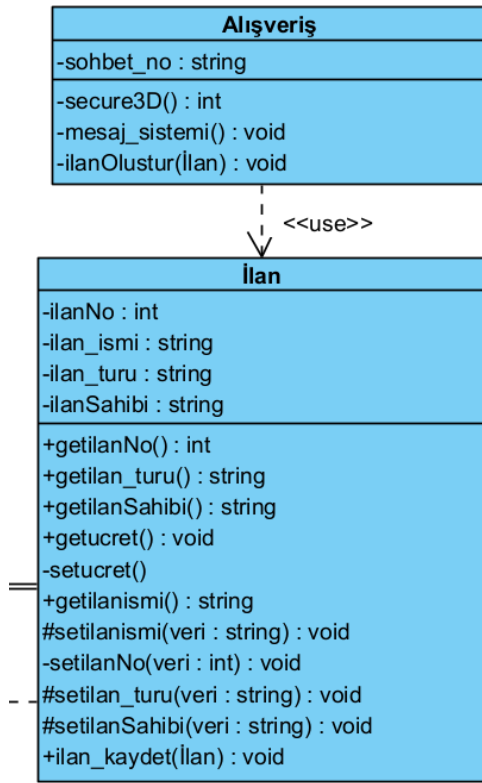 Alışveriş
-sohbet_no : string
-secure3D() : int
-mesaj_sistemi() : void
-ilanOlustur(İlan) : void
<<use>>
İlan
-ilanNo : int
-ilan_ismi : string
-ilan_turu : string
-ilanSahibi : string
+getilanNo() : int
+getilan_turu() : string
+getilanSahibi() : string
+getucret() : void
-setucret()
+getilanismi() : string
#setilanismi(veri : string) : void
-setilanNo(veri : int) : void
#setilan_turu(veri : string) : void
#setilanSahibi(veri : string) : void
+ilan_kaydet(İlan) : void